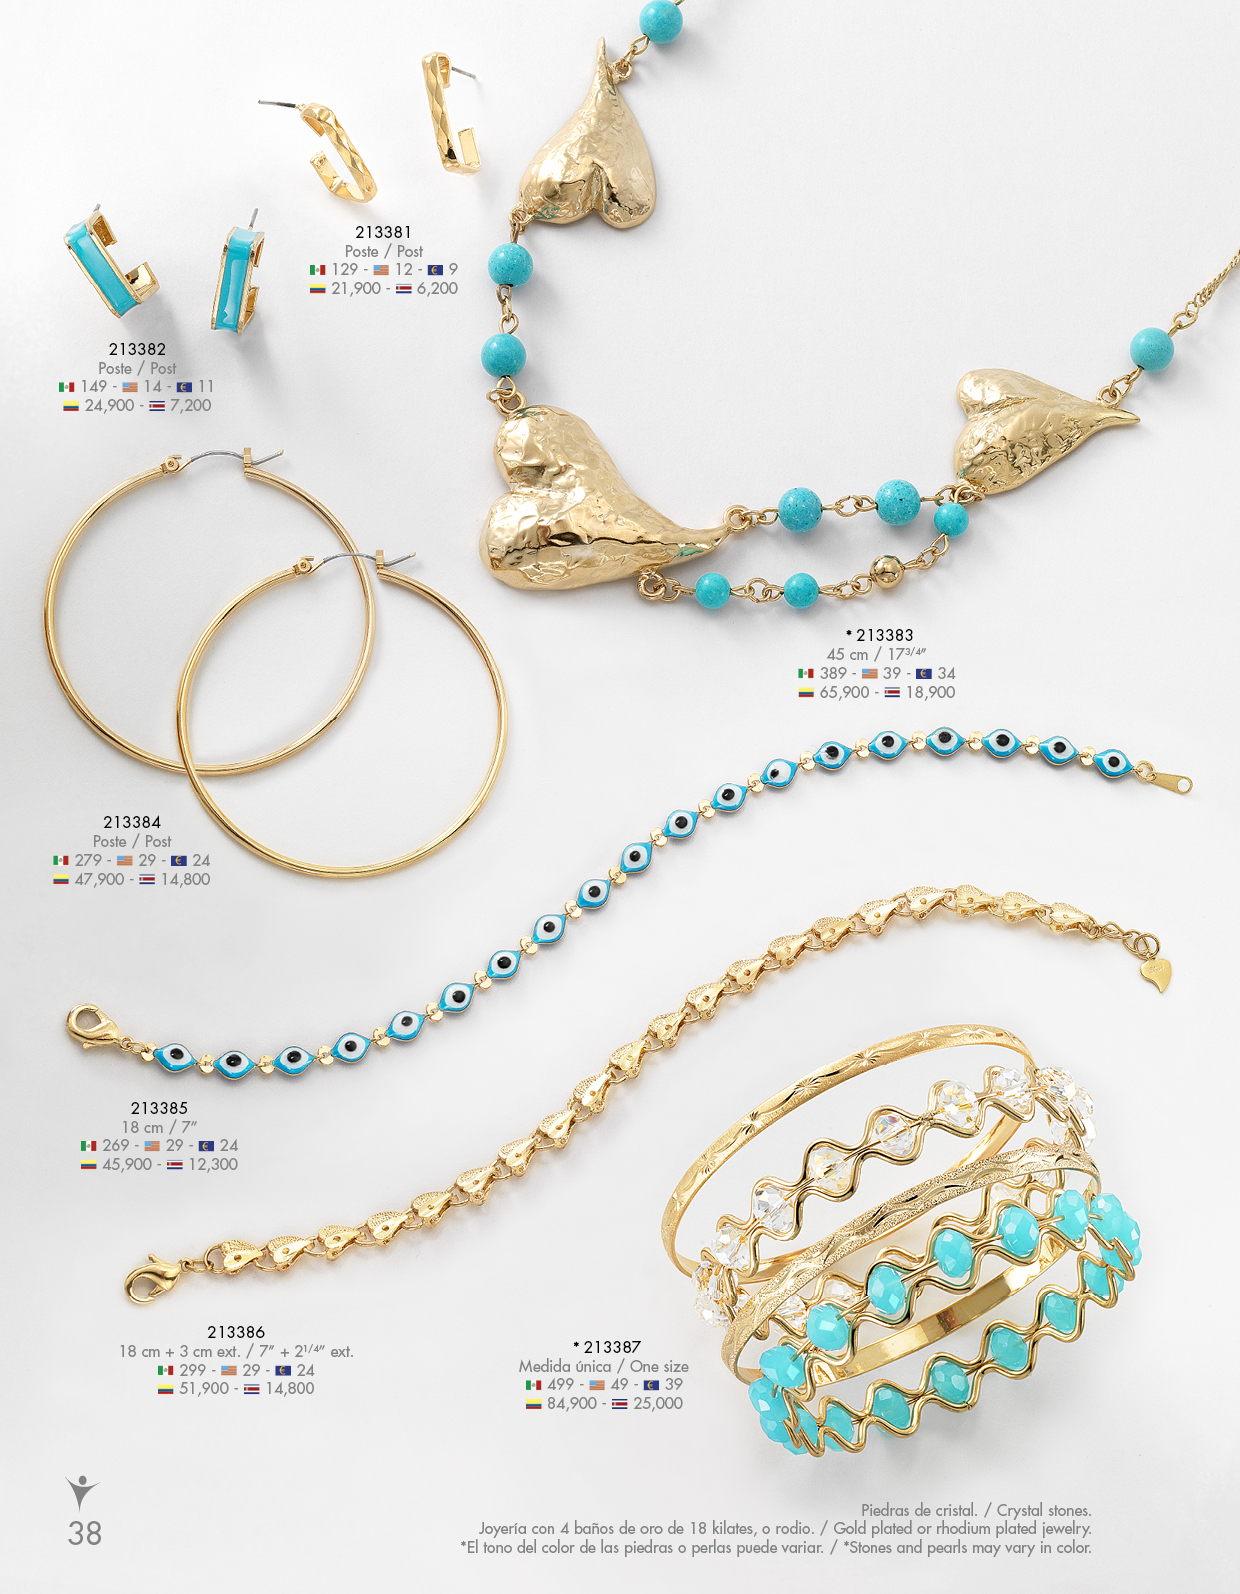 213381
Poste / Post
129 - 12 - 9
21,900 - 6,200
213382
Poste / Post
149 - 14 - 11
24,900 - 7,200
* 213383
45 cm / 17 3/4"
389 - 39 - 34
65,900 - 18,900
213384
Poste / Post
279 - 29 - 24
47,900 - 14,800
213385
18 cm / 7"
269 - 29 - 24
45,900 - 12,300
213386
18 cm + 3 cm ext. / 7" + 2 1/4" ext.
299 - 29 - 24
51,900 - 14,800
* 213387
Medida única / One size
499 - 49 - 39
84,900 - 25,000
38
Piedras de cristal. / Crystal stones.
Joyería con 4 baños de oro de 18 kilates, o rodio. / Gold plated or rhodium plated jewelry.
*El tono del color de las piedras o perlas puede variar. / *Stones and pearls may vary in color.